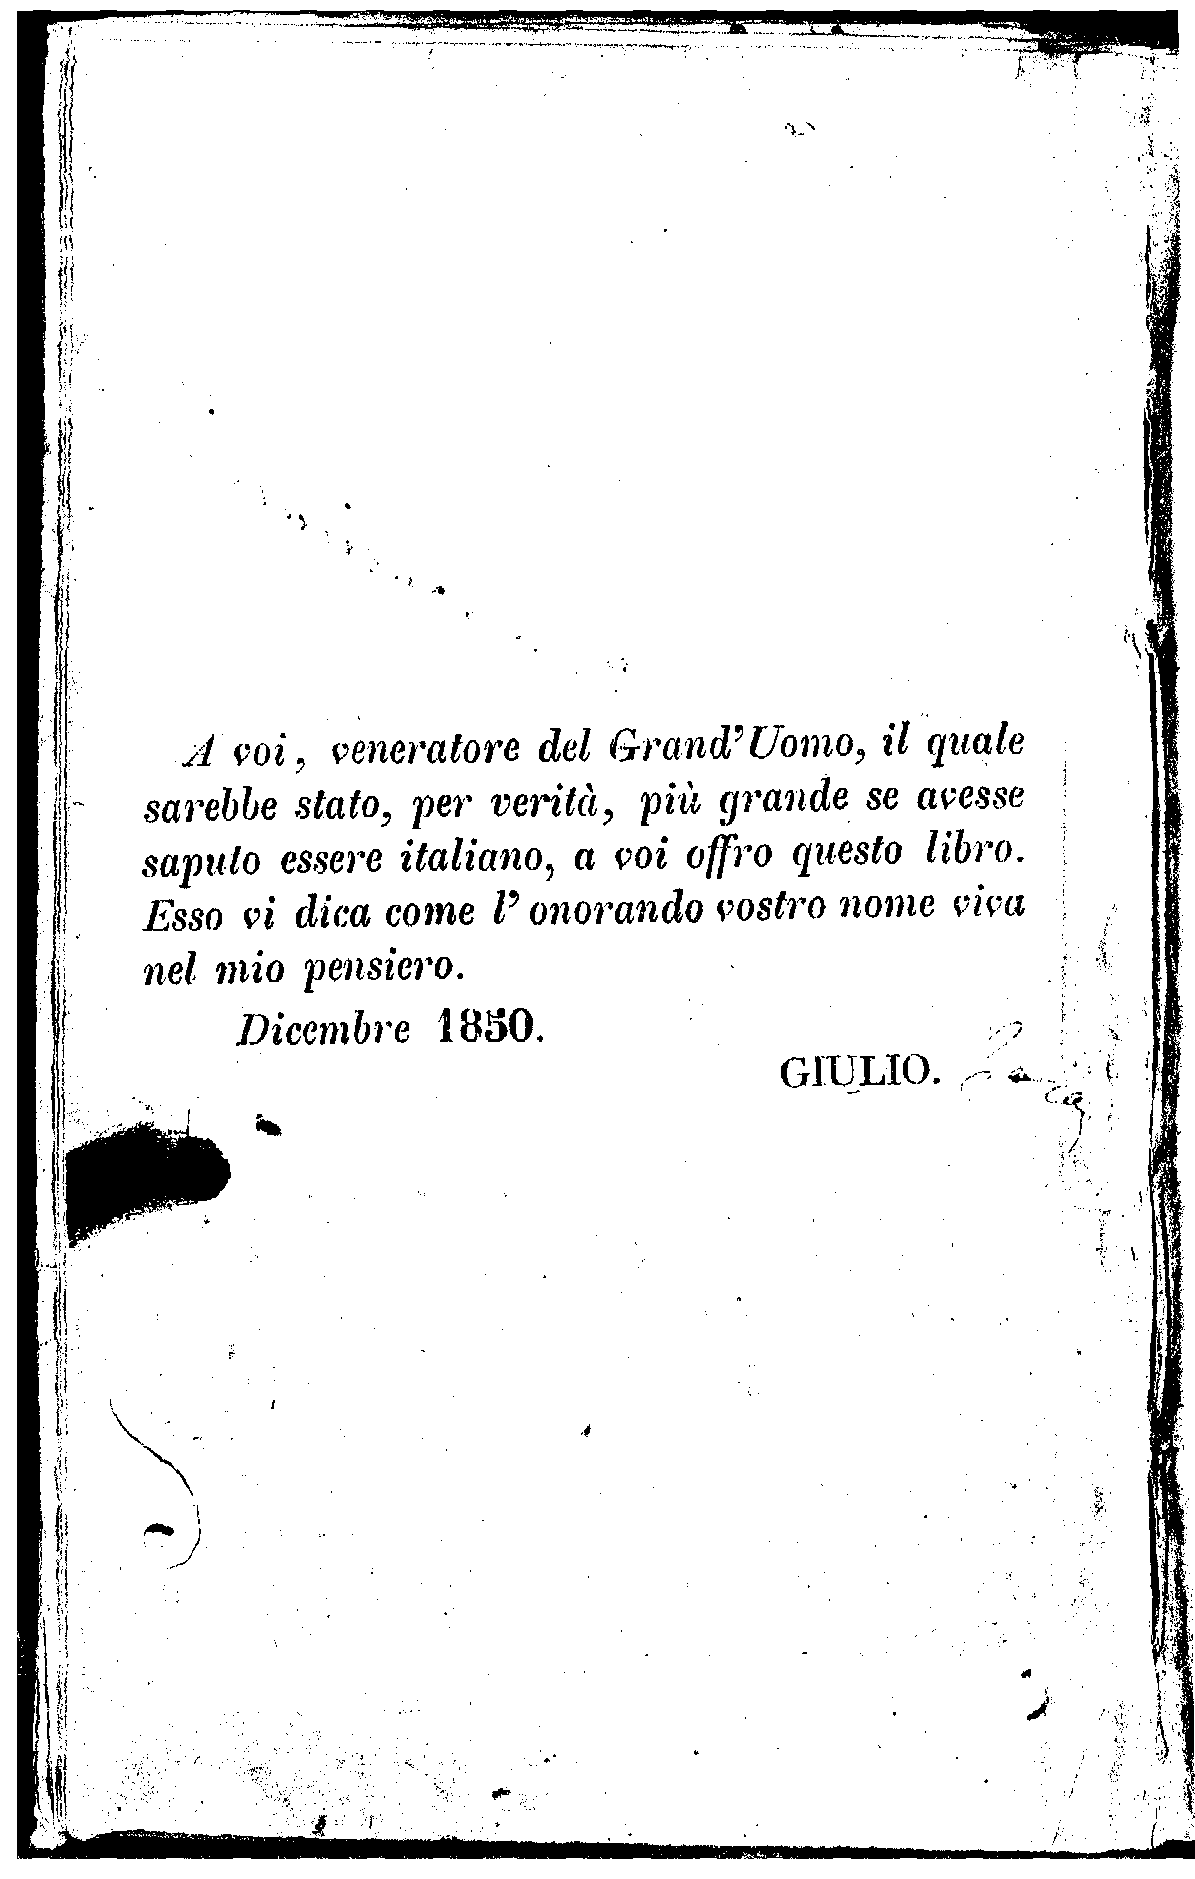 A voi, veneratore del Grand'Uomo, il quale
sarebbe stato, per verità, più grande se avesse
saputo essere italiano, a voi offro questo libro.
Esso vi dica come l' onorando vostro nome viva
nel mio pensiero.
Dicembre 1850.
GIULIO.